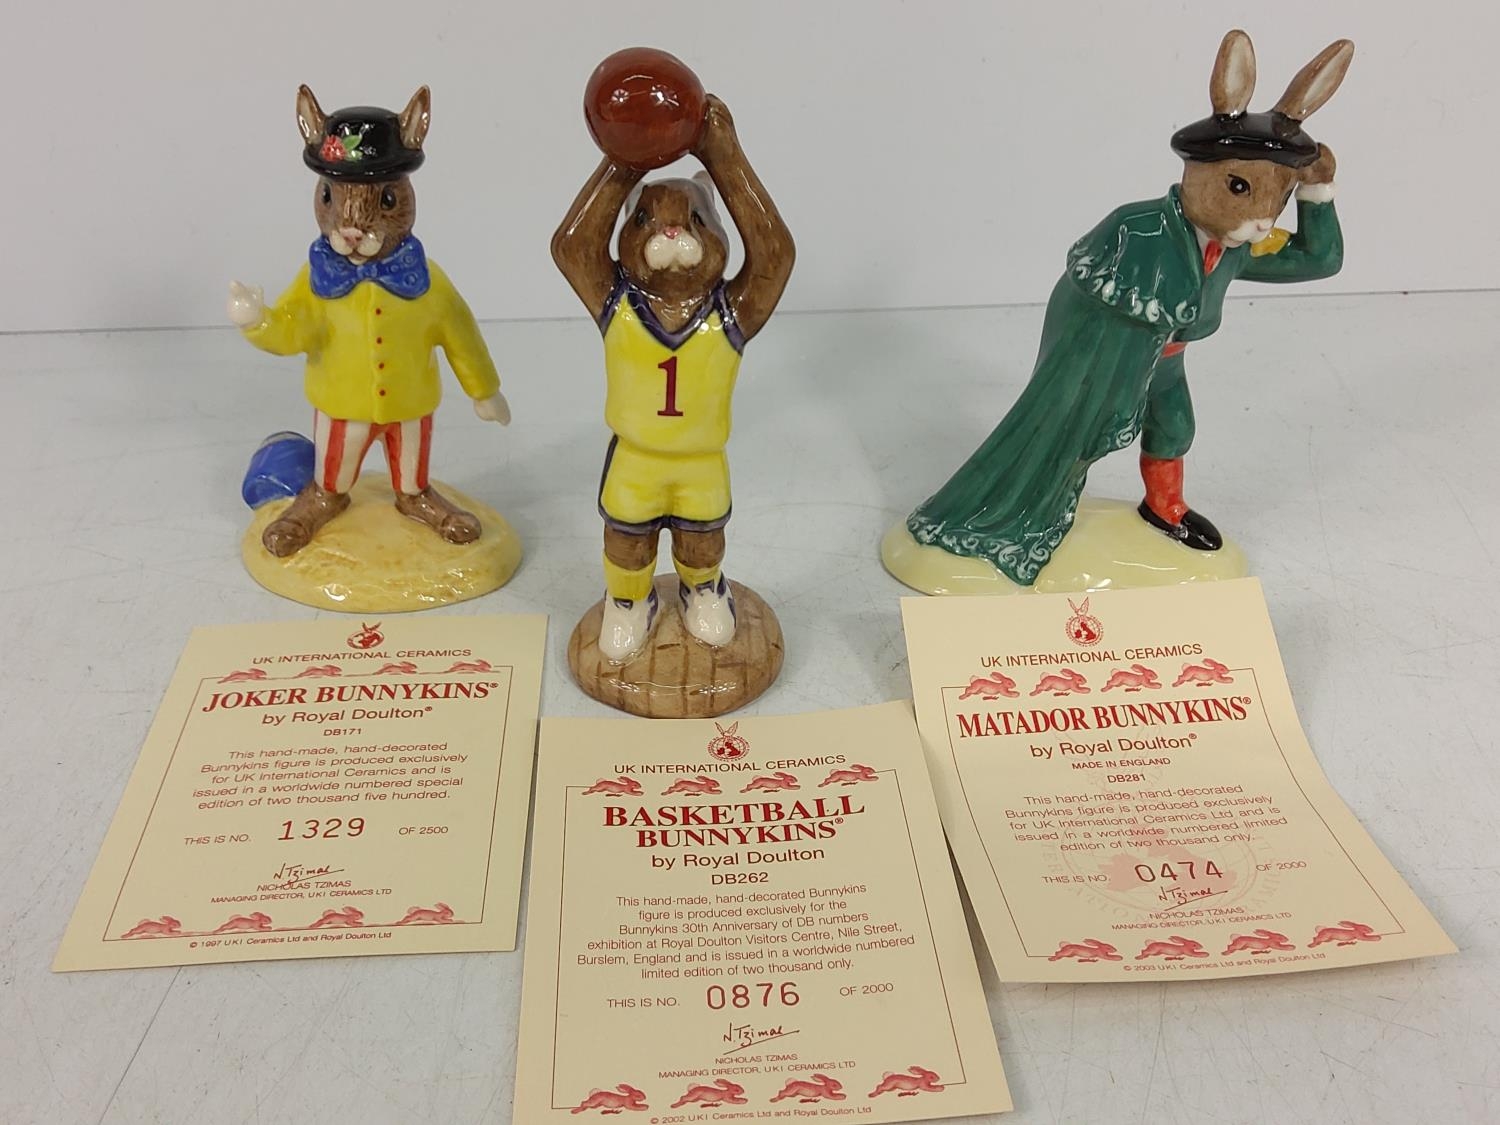 1
UK INTERNATIONAL CERAMICS
JOKER BUNNYKINS®
by Royal Doulton®
DB171
This hand-made, hand-decorated
Bunnykins figure is produced exclusively
for UK International Ceramics and is
issued in a worldwide numbered special
edition of two thousand five hundred.
THIS IS NO. 1329 OF 2500
N. Tzimas
NICHOLAS TZIMAS
MANAGING DIRECTOR, U.K.I CERAMICS LTD
© 1997 U K I Ceramics Ltd and Royal Doulton Ltd
UK INTERNATIONAL CERAMICS
BASKETBALL
BUNNYKINS®
by Royal Doulton
DB262
This hand-made, hand-decorated Bunnykins
figure is produced exclusively for the
Bunnykins 30th Anniversary of DB numbers
exhibition at Royal Doulton Visitors Centre, Nile Street,
Burslem, England and is issued in a worldwide numbered
limited edition of two thousand only.
THIS IS NO. 0876 OF 2000
N. Tzimas
NICHOLAS TZIMAS
MANAGING DIRECTOR, U K I CERAMICS LTD
© 2002 U K I Ceramics Ltd and Royal Doulton Ltd
UK INTERNATIONAL CERAMICS
MATADOR BUNNYKINS®
by Royal Doulton®
MADE IN ENGLAND
DB281
This hand-made, hand-decorated
Bunnykins figure is produced exclusively
for UK International Ceramics Ltd and is
issued in a worldwide numbered limited
edition of two thousand only.
THIS IS NO. 0474 OF 2000
N. Tzimas
NICHOLAS TZIMAS
MANAGING DIRECTOR, U K I CERAMICS LTD
© 2003 U K I Ceramics Ltd and Royal Doulton Ltd